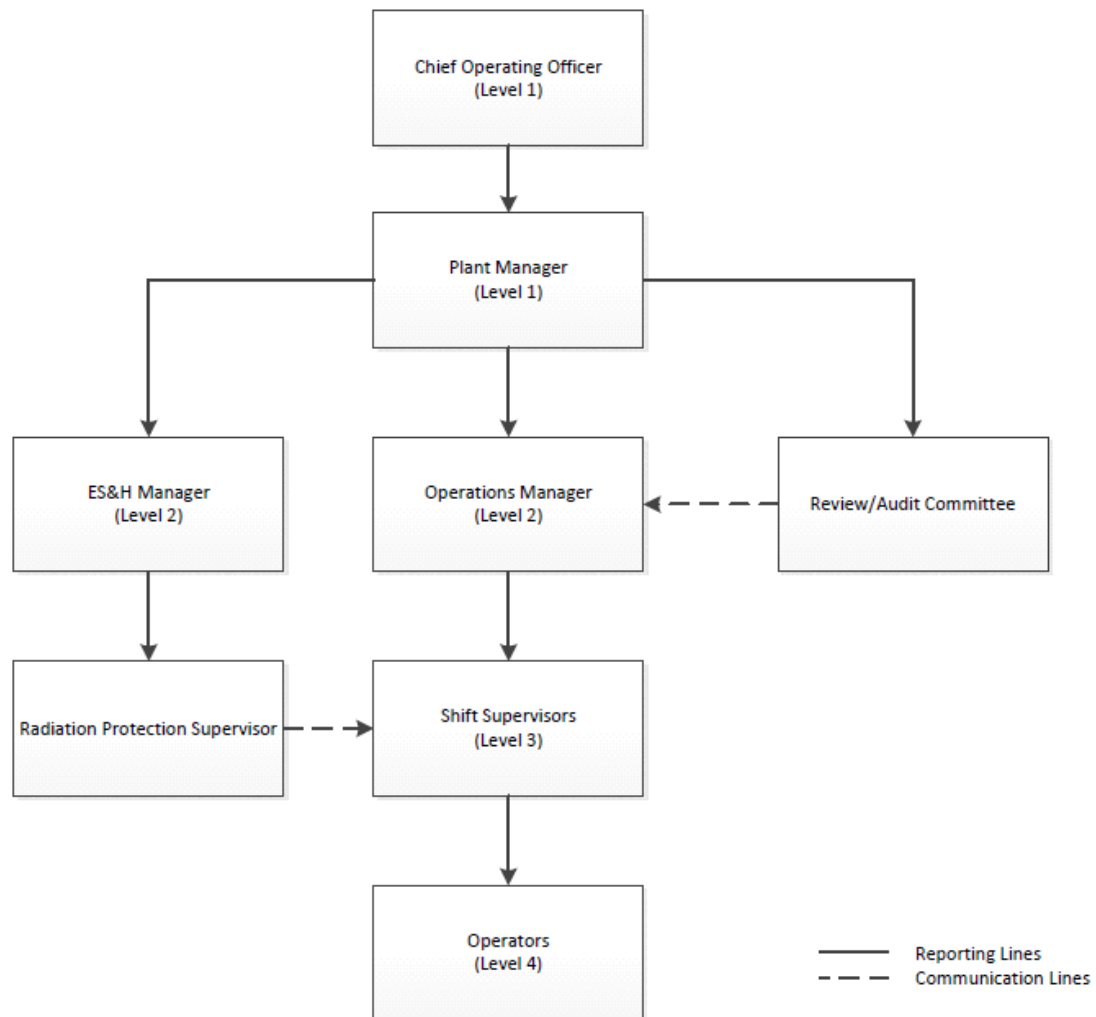 Chief Operating Officer
(Level 1)
Plant Manager
(Level 1)
ES&H Manager
(Level 2)
Operations Manager
(Level 2)
Review/Audit Committee
Radiation Protection Supervisor
Shift Supervisors
(Level 3)
Operators
(Level 4)
Reporting Lines
Communication Lines